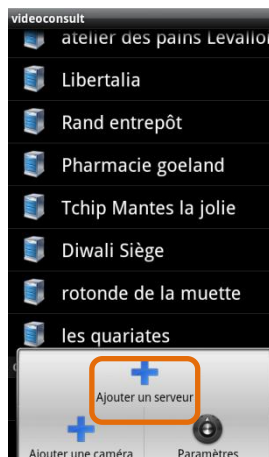 videoconsult
atelier des pains Levallo
Libertalia
Rand entrepôt
Pharmacie goeland
Tchip Mantes la jolie
Diwali Siège
rotonde de la muette
les quariates
Ajouter un serveur
Ajouter une caméra
Paramètres